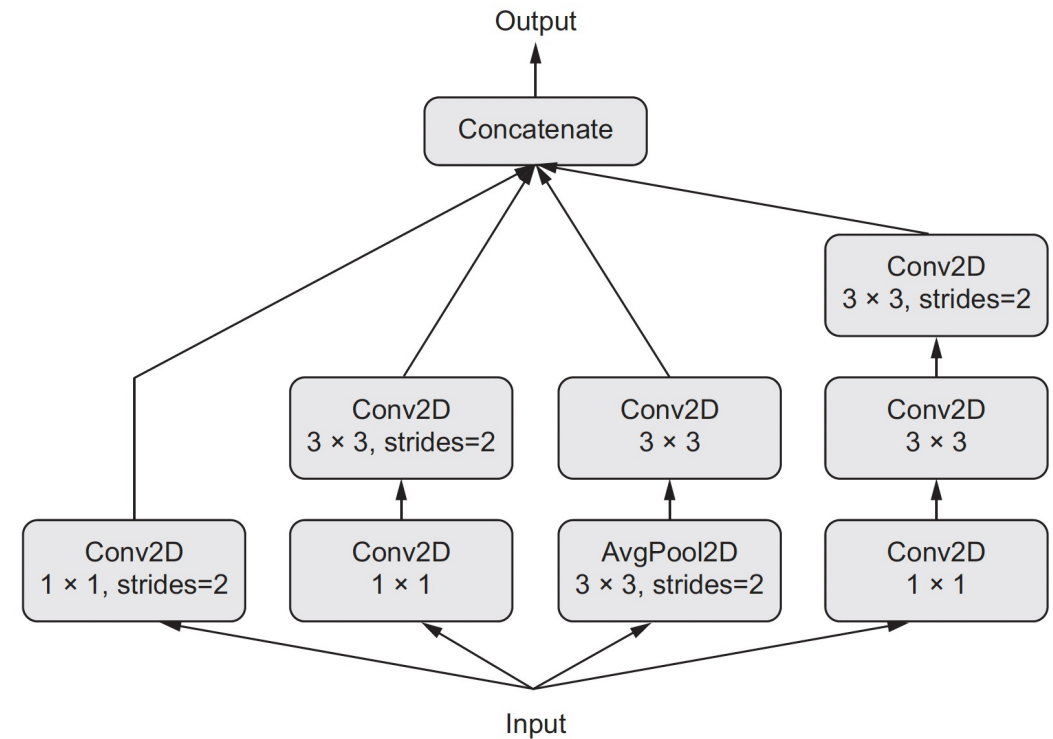 Output
Concatenate
Conv2D
3 × 3, strides=2
Conv2D
3 × 3, strides=2
Conv2D
3 × 3
Conv2D
3 × 3
Conv2D
1 × 1, strides=2
Conv2D
1 × 1
AvgPool2D
3 × 3, strides=2
Conv2D
1 × 1
Input